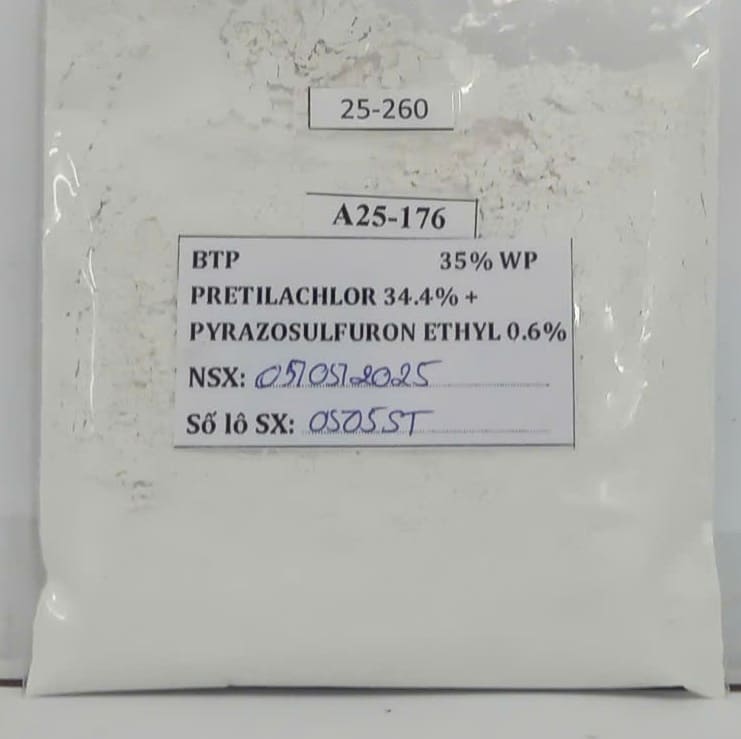 25-260
A25-176
BTP 35% WP
PRETILACHLOR 34.4% +
PYRAZOSULFURON ETHYL 0.6%
NSX: 05/05/2025
Số lô SX: 0505ST